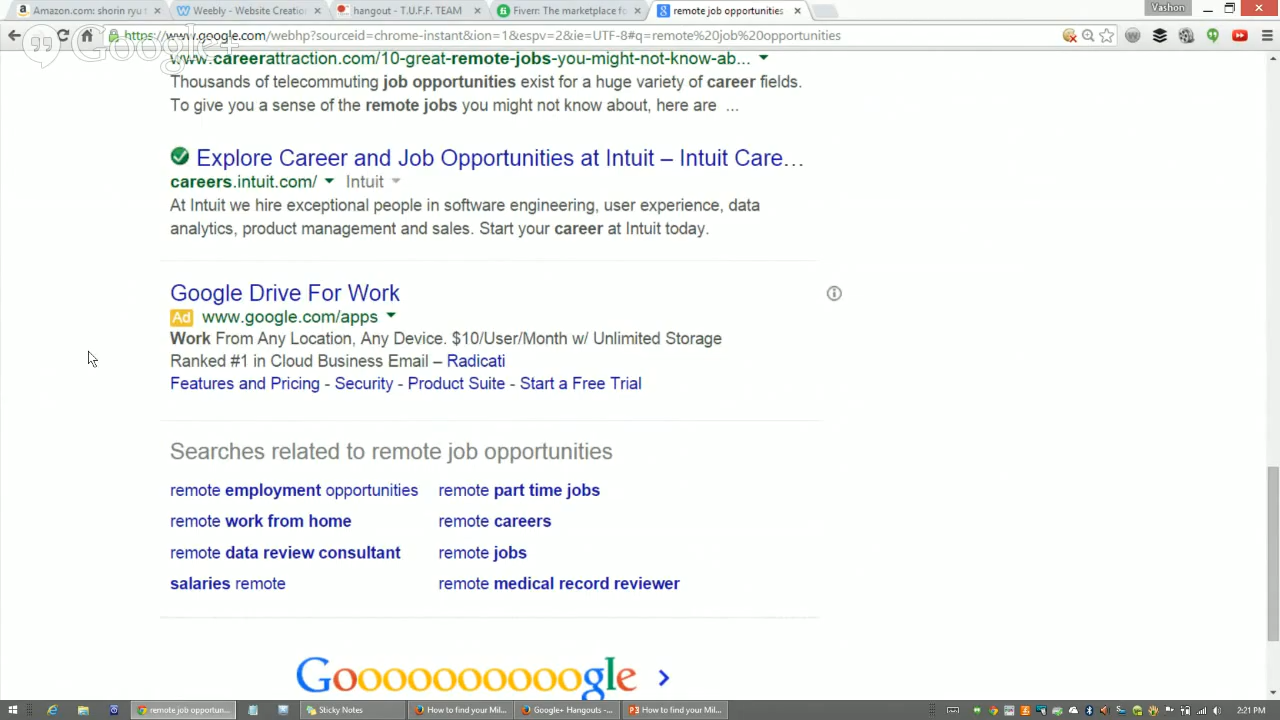 Amazon.com: shorin ryu t
Weebly - Website Creatio
hangout - T.U.F.F. TEAM
Fiverr: The marketplace fo
remote job opportunities
Vashon
https://www.google.com/webhp?sourceid=chrome-instant&ion=1&espv=2&ie=UTF-8#q=remote%20job%20opportunities
Google+
www.careerattraction.com/10-great-remote-jobs-you-might-not-know-ab...
Thousands of telecommuting job opportunities exist for a huge variety of career fields.
To give you a sense of the remote jobs you might not know about, here are ...
Explore Career and Job Opportunities at Intuit – Intuit Care...
careers.intuit.com/ Intuit
At Intuit we hire exceptional people in software engineering, user experience, data
analytics, product management and sales. Start your career at Intuit today.
Google Drive For Work
Ad www.google.com/apps
Work From Any Location, Any Device. $10/User/Month w/ Unlimited Storage
Ranked #1 in Cloud Business Email – Radicati
Features and Pricing - Security - Product Suite - Start a Free Trial
Searches related to remote job opportunities
remote employment opportunities
remote part time jobs
remote work from home
remote careers
remote data review consultant
remote jobs
salaries remote
remote medical record reviewer
Goooooooooogle
remote job opportun...
Sticky Notes
How to find your Mil...
Google+ Hangouts -...
How to find your Mil...
2:21 PM